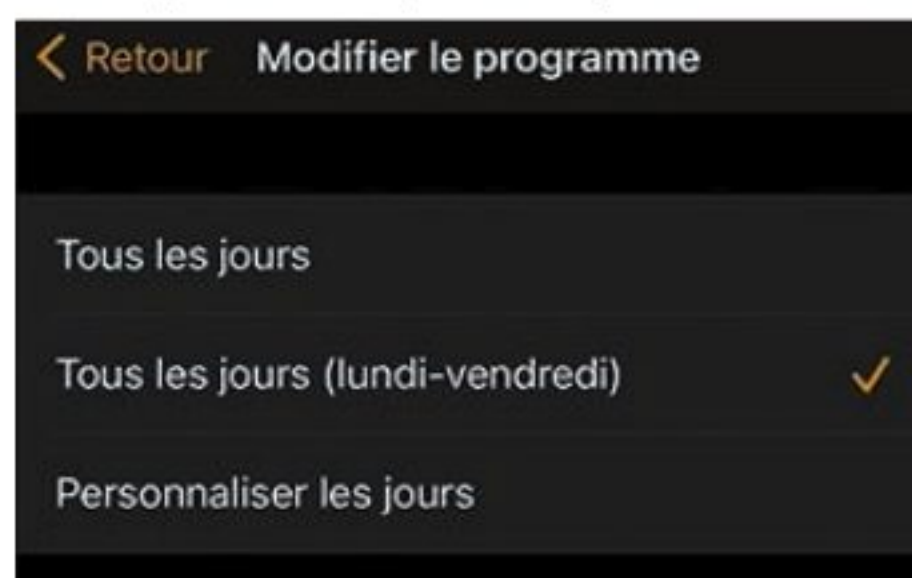 Retour Modifier le programme
Tous les jours
Tous les jours (lundi-vendredi)
Personnaliser les jours